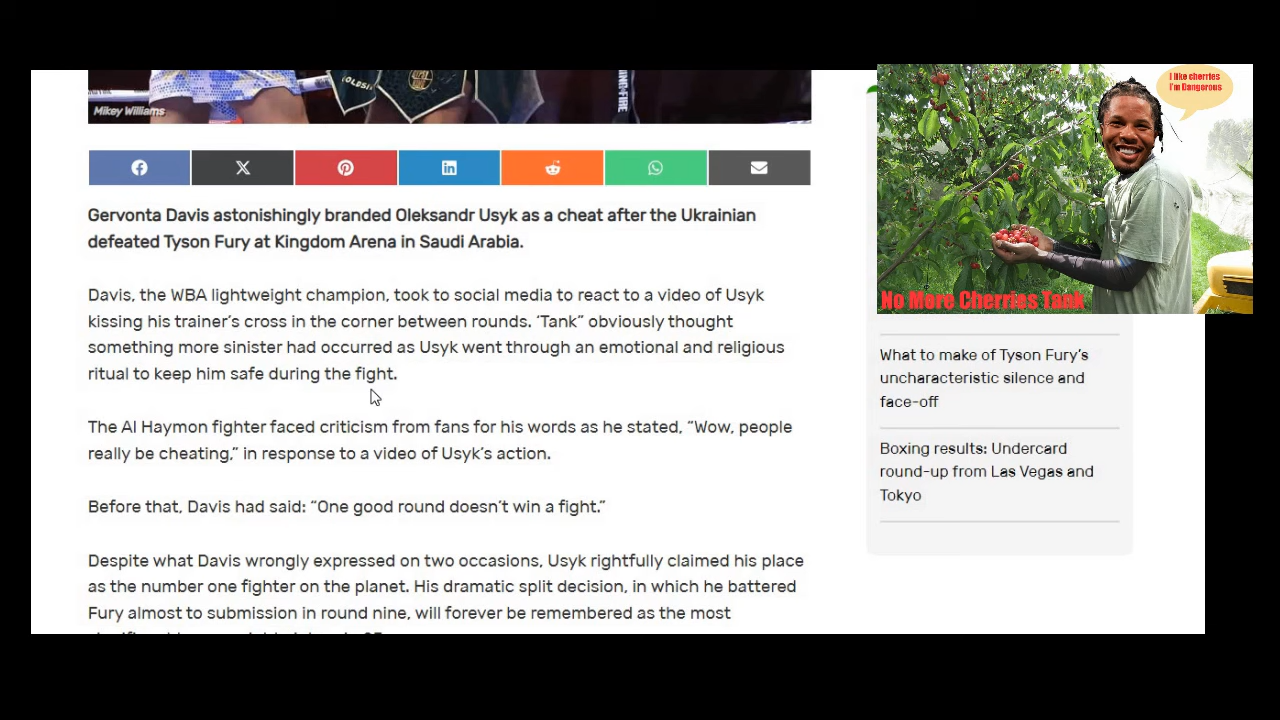 OLESI
ING-FIRE
Mikey Williams
I like cherries
I'm Dangerous
No More Cherries Tank
Gervonta Davis astonishingly branded Oleksandr Usyk as a cheat after the Ukrainian
defeated Tyson Fury at Kingdom Arena in Saudi Arabia.
Davis, the WBA lightweight champion, took to social media to react to a video of Usyk
kissing his trainer's cross in the corner between rounds. ‘Tank” obviously thought
something more sinister had occurred as Usyk went through an emotional and religious
ritual to keep him safe during the fight.
The Al Haymon fighter faced criticism from fans for his words as he stated, “Wow, people
really be cheating,” in response to a video of Usyk's action.
Before that, Davis had said: “One good round doesn't win a fight.”
Despite what Davis wrongly expressed on two occasions, Usyk rightfully claimed his place
as the number one fighter on the planet. His dramatic split decision, in which he battered
Fury almost to submission in round nine, will forever be remembered as the most
What to make of Tyson Fury's
uncharacteristic silence and
face-off
Boxing results: Undercard
round-up from Las Vegas and
Tokyo